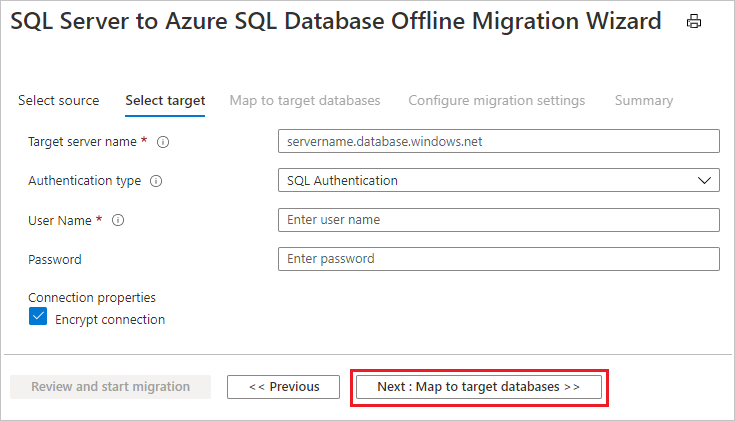 SQL Server to Azure SQL Database Offline Migration Wizard
Select source Select target Map to target databases Configure migration settings Summary
Target server name * servername.database.windows.net
Authentication type SQL Authentication
User Name * Enter user name
Password Enter password
Connection properties
Encrypt connection
Review and start migration << Previous Next : Map to target databases >>